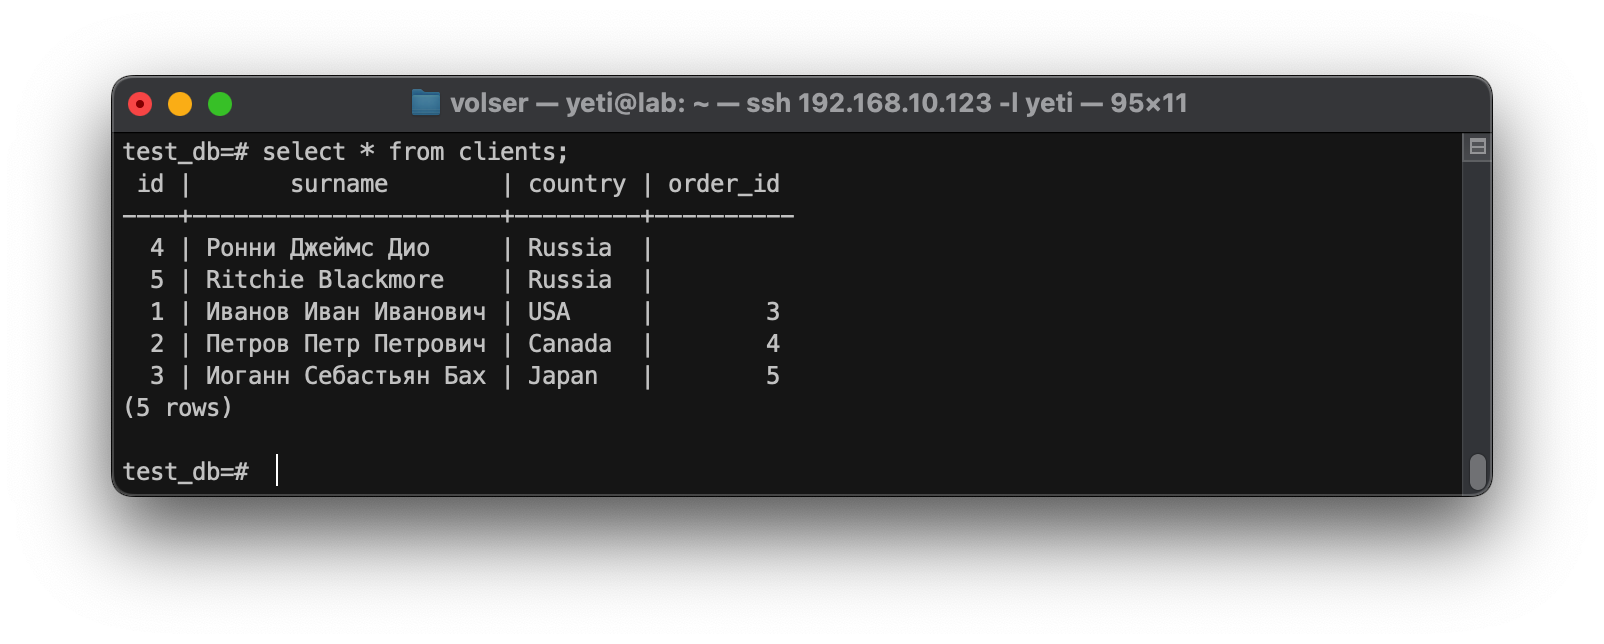 volser — yeti@lab: ~ — ssh 192.168.10.123 -l yeti — 95×11
test_db=# select * from clients;
 id |       surname        | country | order_id
----+----------------------+---------+----------
  4 | Ронни Джеймс Дио     | Russia  |
  5 | Ritchie Blackmore    | Russia  |
  1 | Иванов Иван Иванович | USA     |        3
  2 | Петров Петр Петрович | Canada  |        4
  3 | Иоганн Себастьян Бах | Japan   |        5
(5 rows)
test_db=#